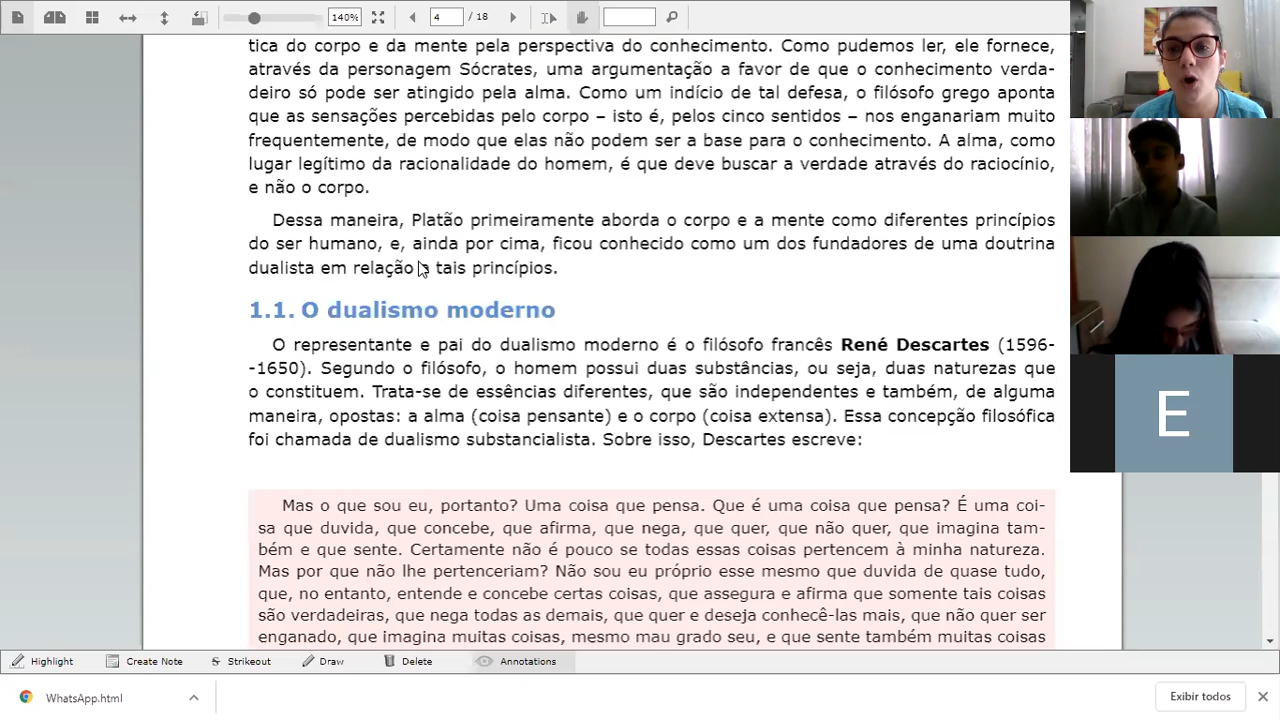 140%
4
/ 18
tica do corpo e da mente pela perspectiva do conhecimento. Como pudemos ler, ele fornece,
através da personagem Sócrates, uma argumentação a favor de que o conhecimento verda-
deiro só pode ser atingido pela alma. Como um indício de tal defesa, o filósofo grego aponta
que as sensações percebidas pelo corpo – isto é, pelos cinco sentidos – nos enganariam muito
frequentemente, de modo que elas não podem ser a base para o conhecimento. A alma, como
lugar legítimo da racionalidade do homem, é que deve buscar a verdade através do raciocínio,
e não o corpo.
Dessa maneira, Platão primeiramente aborda o corpo e a mente como diferentes princípios
do ser humano, e, ainda por cima, ficou conhecido como um dos fundadores de uma doutrina
dualista em relação a tais princípios.
1.1. O dualismo moderno
O representante e pai do dualismo moderno é o filósofo francês René Descartes (1596-
-1650). Segundo o filósofo, o homem possui duas substâncias, ou seja, duas naturezas que
o constituem. Trata-se de essências diferentes, que são independentes e também, de alguma
maneira, opostas: a alma (coisa pensante) e o corpo (coisa extensa). Essa concepção filosófica
foi chamada de dualismo substancialista. Sobre isso, Descartes escreve:
Mas o que sou eu, portanto? Uma coisa que pensa. Que é uma coisa que pensa? É uma coi-
sa que duvida, que concebe, que afirma, que nega, que quer, que não quer, que imagina tam-
bém e que sente. Certamente não é pouco se todas essas coisas pertencem à minha natureza.
Mas por que não lhe pertenceriam? Não sou eu próprio esse mesmo que duvida de quase tudo,
que, no entanto, entende e concebe certas coisas, que assegura e afirma que somente tais coisas
são verdadeiras, que nega todas as demais, que quer e deseja conhecê-las mais, que não quer ser
enganado, que imagina muitas coisas, mesmo mau grado seu, e que sente também muitas coisas
E
Highlight
Create Note
Strikeout
Draw
Delete
Annotations
WhatsApp.html
Exibir todos